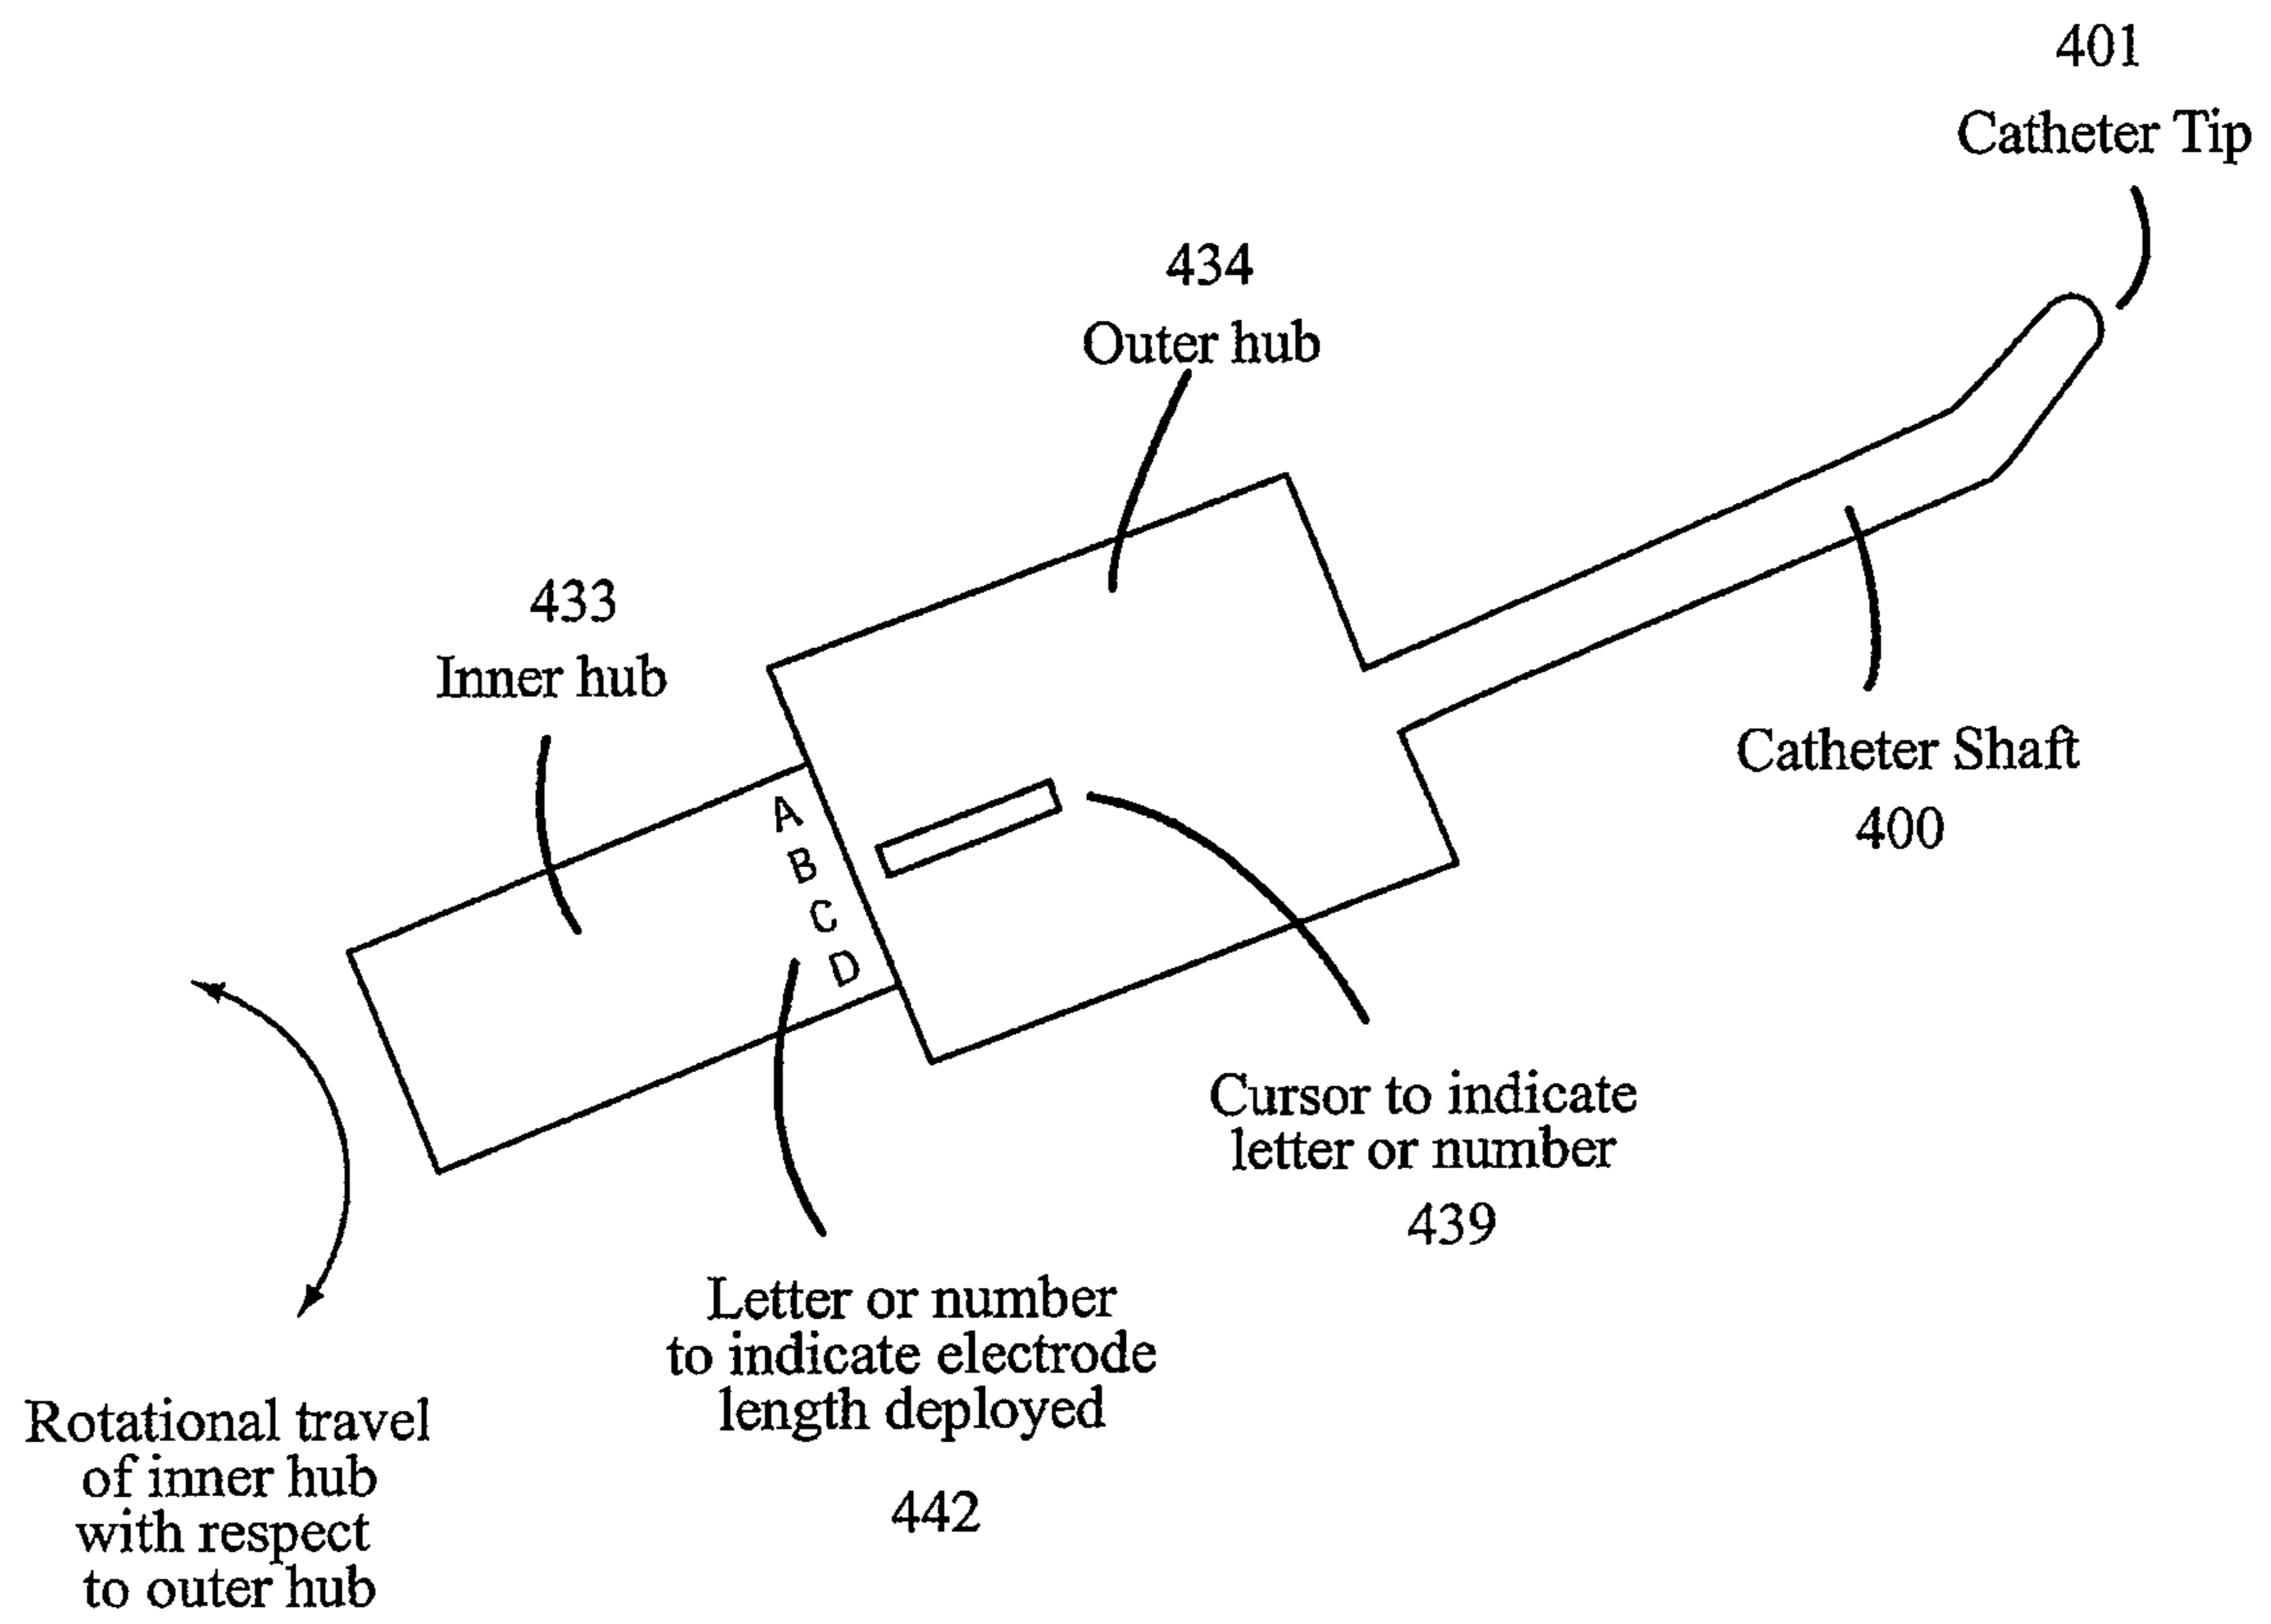 401
Catheter Tip
434
Outer hub
433
Inner hub
A
B
C
D
Catheter Shaft
400
Cursor to indicate
letter or number
439
Letter or number
to indicate electrode
length deployed
442
Rotational travel
of inner hub
with respect
to outer hub